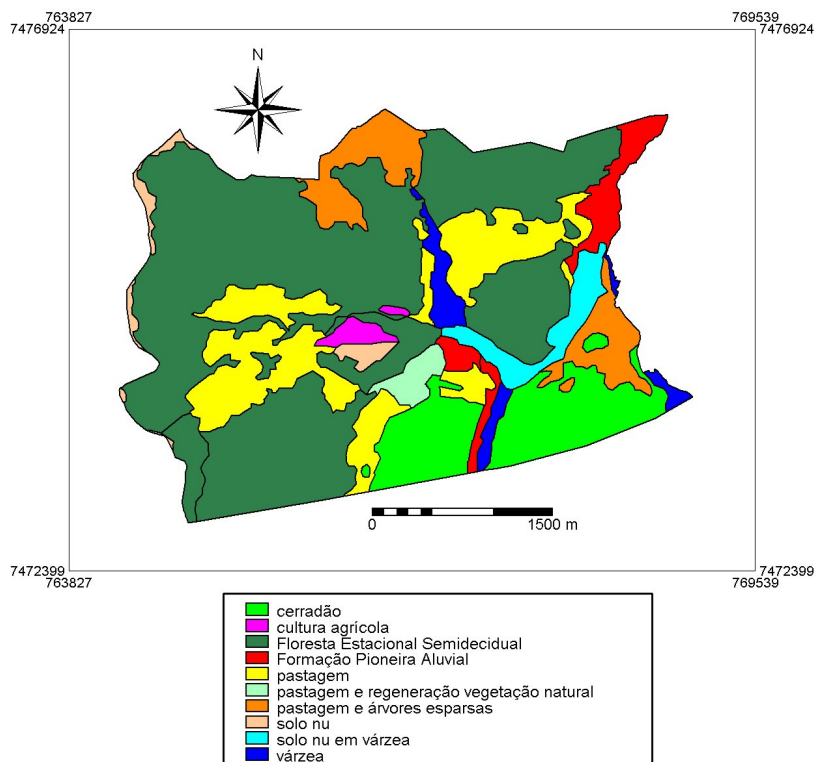 763827 769539
7476924 7476924
N
0 1500 m
7472399 7472399
763827 769539
cerradão
cultura agrícola
Floresta Estacional Semidecidual
Formação Pioneira Aluvial
pastagem
pastagem e regeneração vegetação natural
pastagem e árvores esparsas
solo nu
solo nu em várzea
várzea